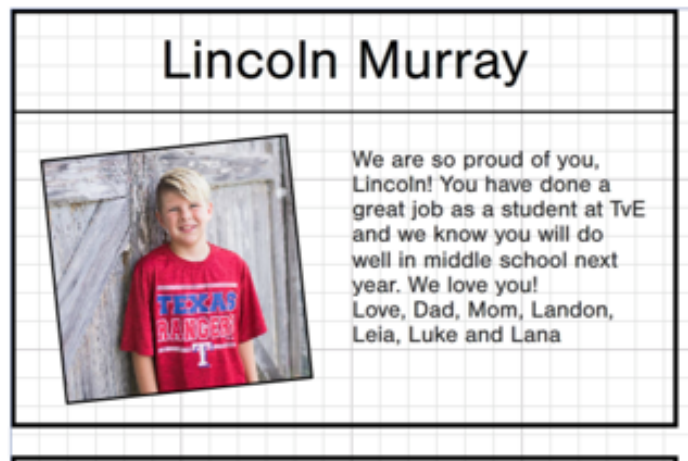 Lincoln Murray
We are so proud of you,
Lincoln! You have done a
great job as a student at TvE
and we know you will do
well in middle school next
year. We love you!
Love, Dad, Mom, Landon,
Leia, Luke and Lana
TEXAS
RANGERS
T